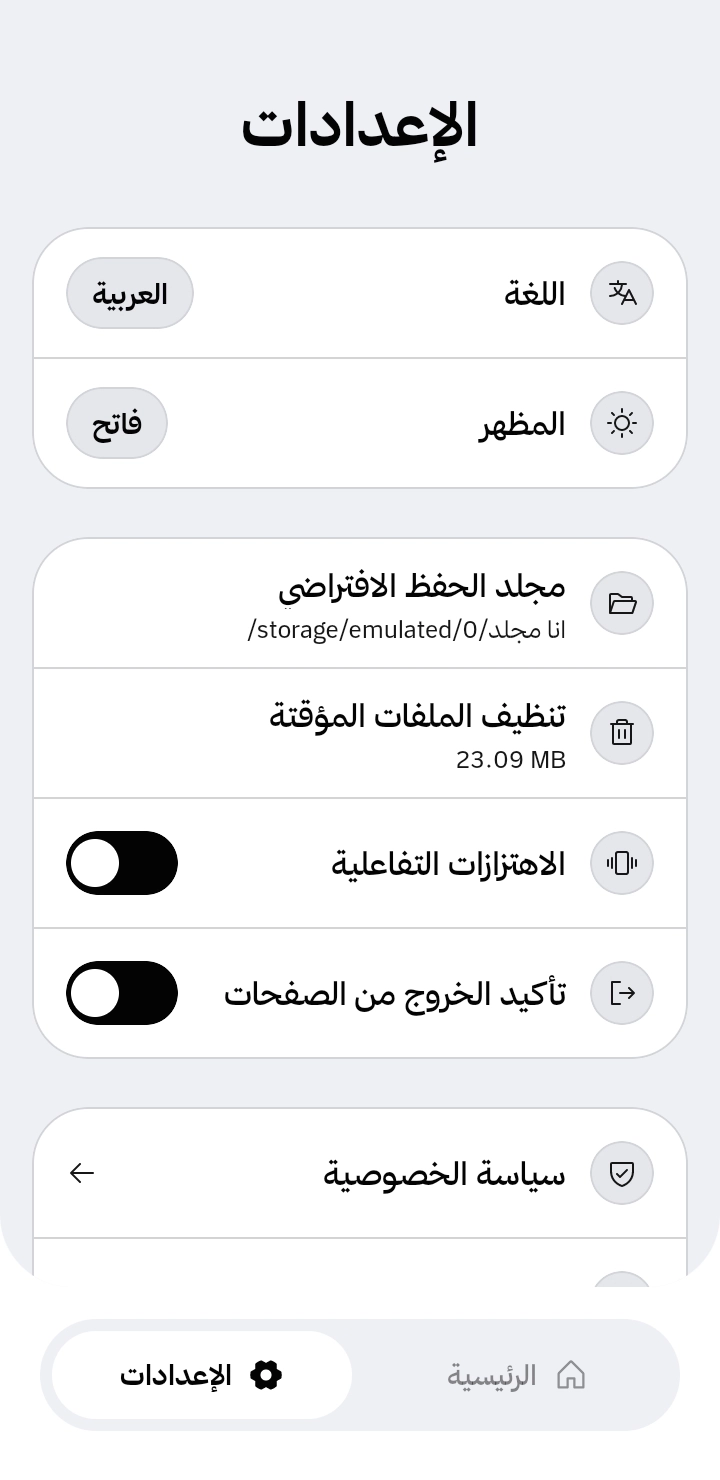 الإعدادات
اللغة
العربية
المظهر
فاتح
مجلد الحفظ الافتراضي
/storage/emulated/0/انا مجلد
تنظيف الملفات المؤقتة
23.09 MB
الاهتزازات التفاعلية
تأكيد الخروج من الصفحات
سياسة الخصوصية
الرئيسية
الإعدادات